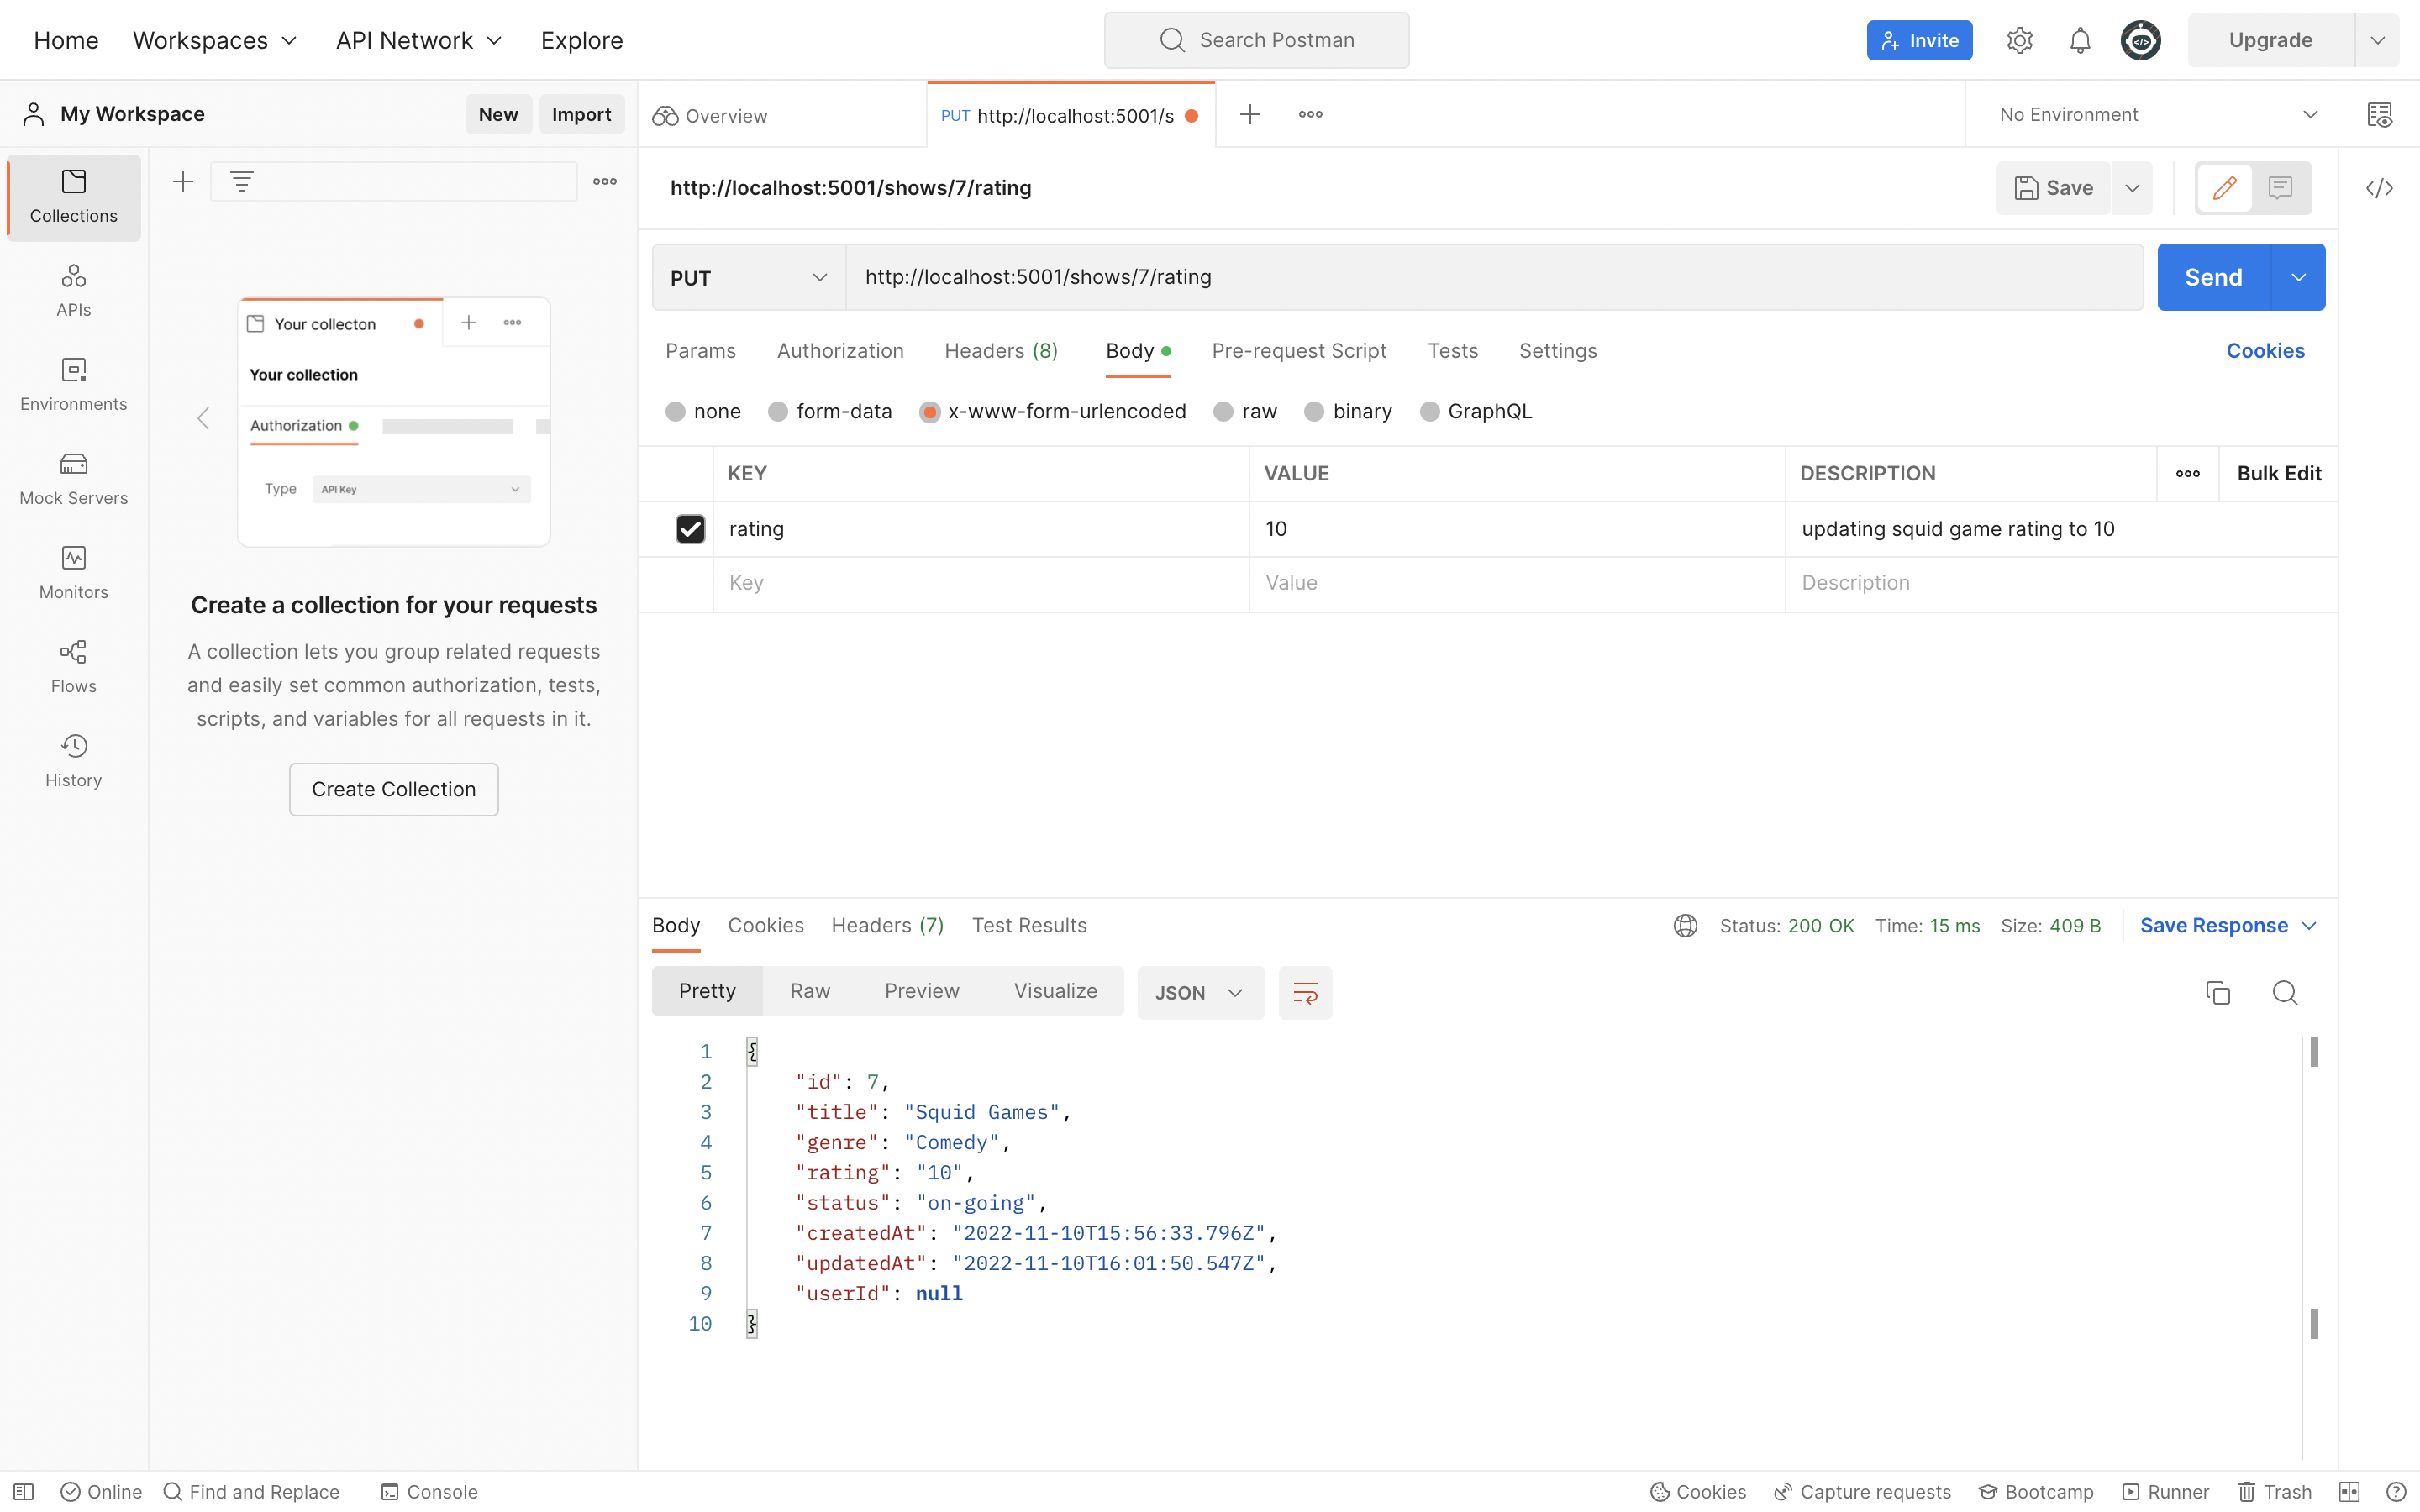 Home Workspaces API Network Explore Search Postman Invite Upgrade
My Workspace New Import Overview PUT http://localhost:5001/s No Environment
Collections
APIs
Environments
Mock Servers
Monitors
Flows
History
Your collecton
Your collection
Authorization
Type API Key
Create a collection for your requests
A collection lets you group related requests
and easily set common authorization, tests,
scripts, and variables for all requests in it.
Create Collection
http://localhost:5001/shows/7/rating Save
PUT http://localhost:5001/shows/7/rating Send
Params Authorization Headers (8) Body Pre-request Script Tests Settings Cookies
none form-data x-www-form-urlencoded raw binary GraphQL
KEY VALUE DESCRIPTION Bulk Edit
rating 10 updating squid game rating to 10
Key Value Description
Body Cookies Headers (7) Test Results Status: 200 OK Time: 15 ms Size: 409 B Save Response
Pretty Raw Preview Visualize JSON
1 {
2 "id": 7,
3 "title": "Squid Games",
4 "genre": "Comedy",
5 "rating": "10",
6 "status": "on-going",
7 "createdAt": "2022-11-10T15:56:33.796Z",
8 "updatedAt": "2022-11-10T16:01:50.547Z",
9 "userId": null
10 }
Online Find and Replace Console Cookies Capture requests Bootcamp Runner Trash